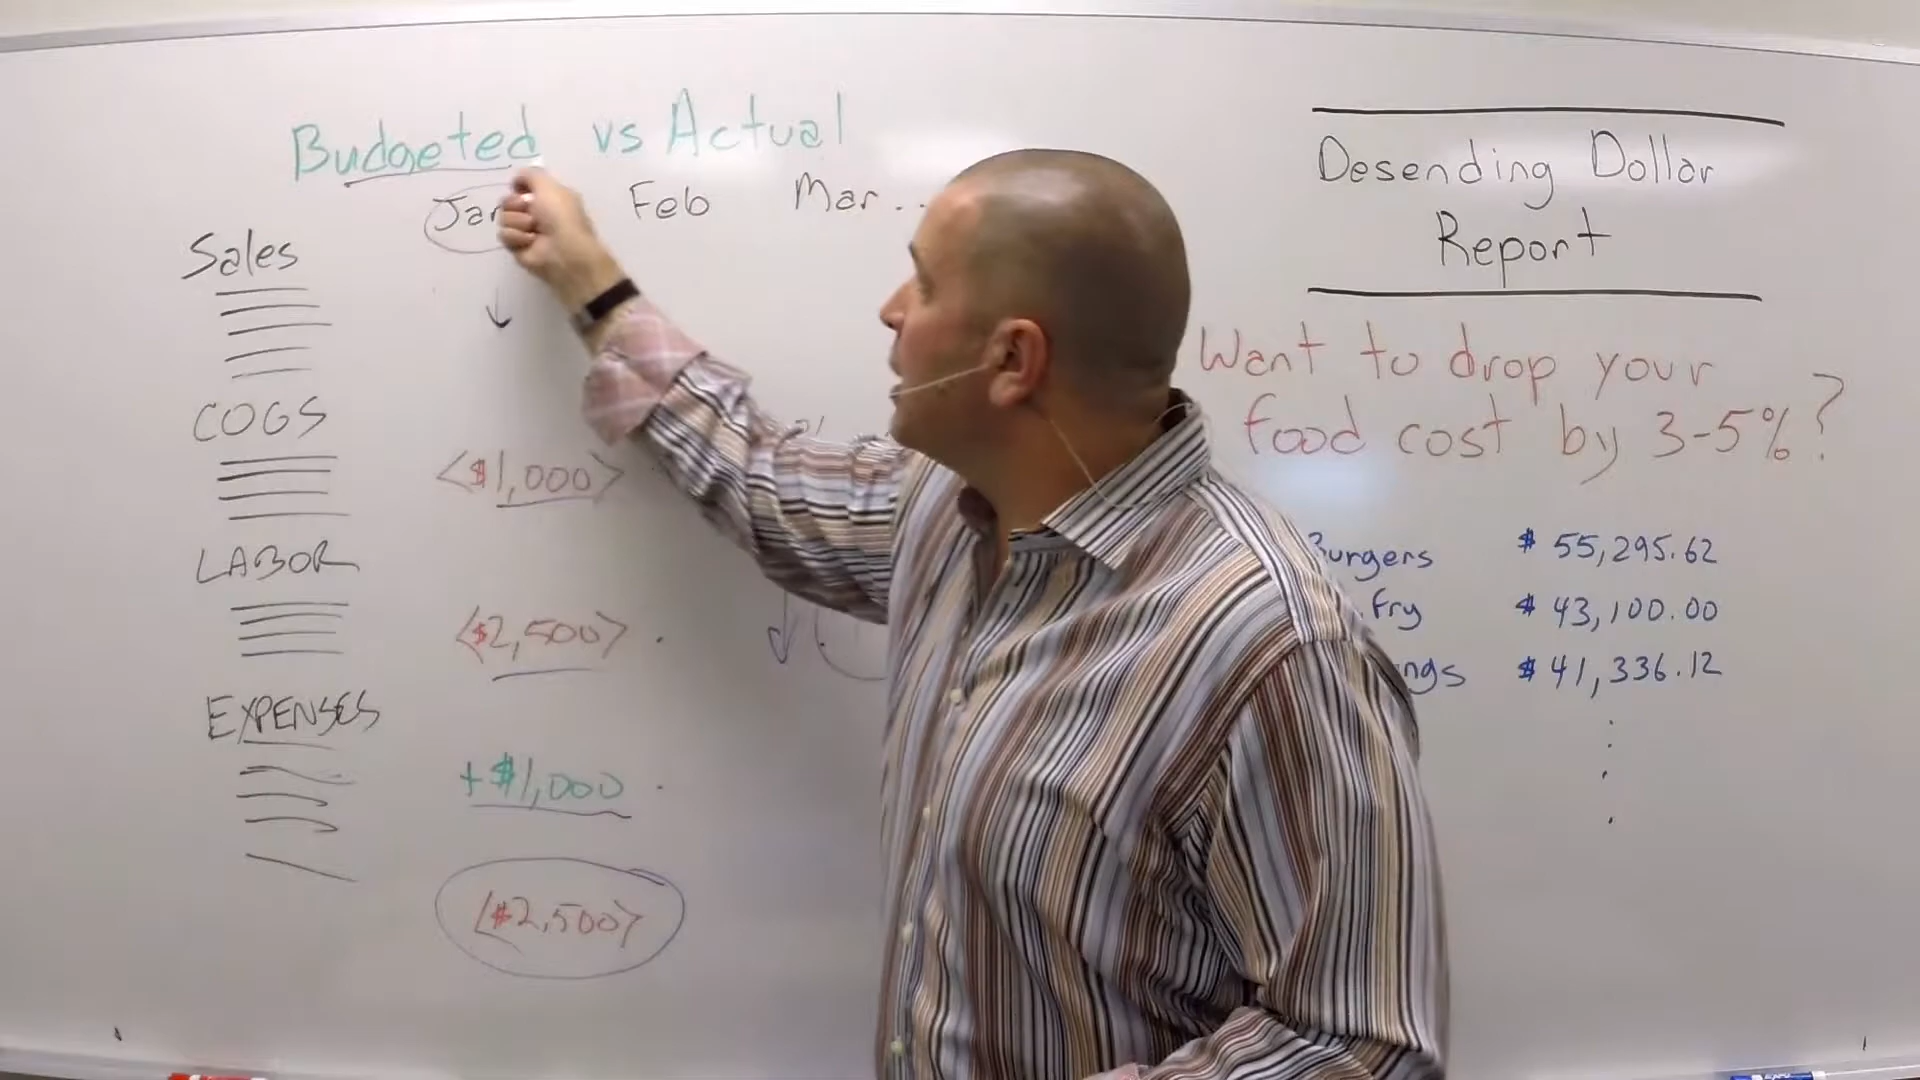 Budgeted vs Actual
Feb Mar..
Sales
COGS
<$1,000>
LABOR
<$2,500>
EXPENSES
+$1,000
<$2,500>
Desending Dollar
Report
Want to drop your
food cost by 3-5%?
Burgers $ 55,295.62
Fry $ 43,100.00
$ 41,336.12